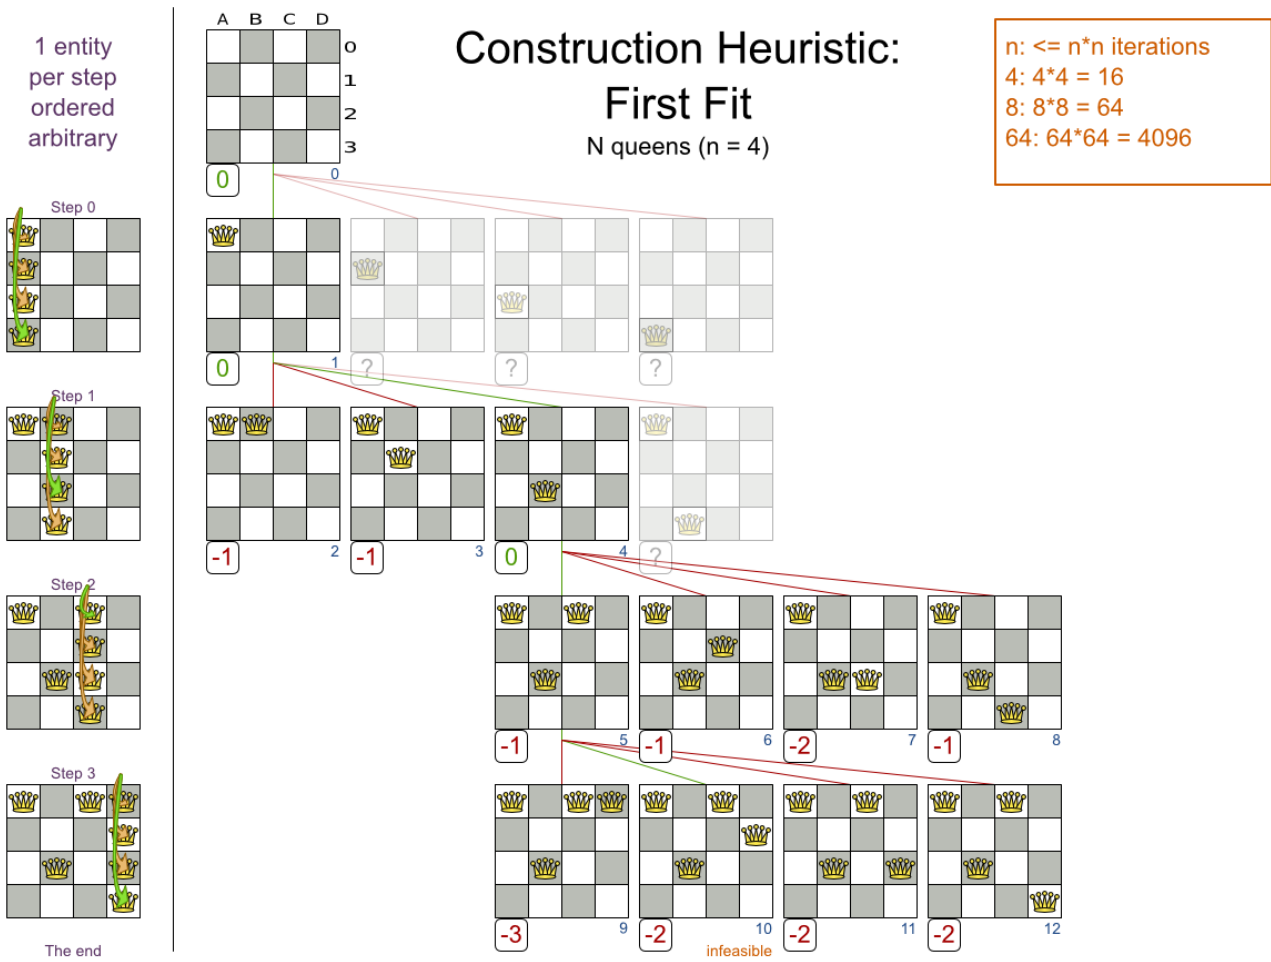 1 entity
per step
ordered
arbitrary
A B C D
0
1
2
3
Construction Heuristic:
First Fit
N queens (n = 4)
n: <= n*n iterations
4: 4*4 = 16
8: 8*8 = 64
64: 64*64 = 4096
0 0
Step 0
0 1 ? ? ?
Step 1
-1 2 -1 3 0 4 ?
Step 2
-1 5 -1 6 -2 7 -1 8
Step 3
-3 9 -2 10 -2 11 -2 12
The end
infeasible